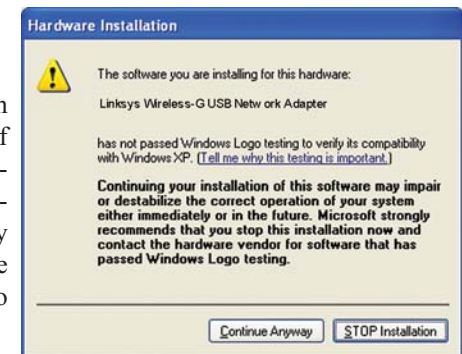 Hardware Installation
The software you are installing for this hardware:
Linksys Wireless-G USB Netw ork Adapter
has not passed Windows Logo testing to verify its compatibility
with Windows XP. (Tell me why this testing is important.)
Continuing your installation of this software may impair
or destabilize the correct operation of your system
either immediately or in the future. Microsoft strongly
recommends that you stop this installation now and
contact the hardware vendor for software that has
passed Windows Logo testing.
Continue Anyway
STOP Installation